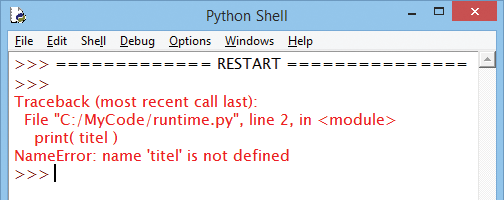 Python Shell
File Edit Shell Debug Options Windows Help
>>> ============= RESTART ===============
>>>
Traceback (most recent call last):
  File "C:/MyCode/runtime.py", line 2, in <module>
    print( titel )
NameError: name 'titel' is not defined
>>>